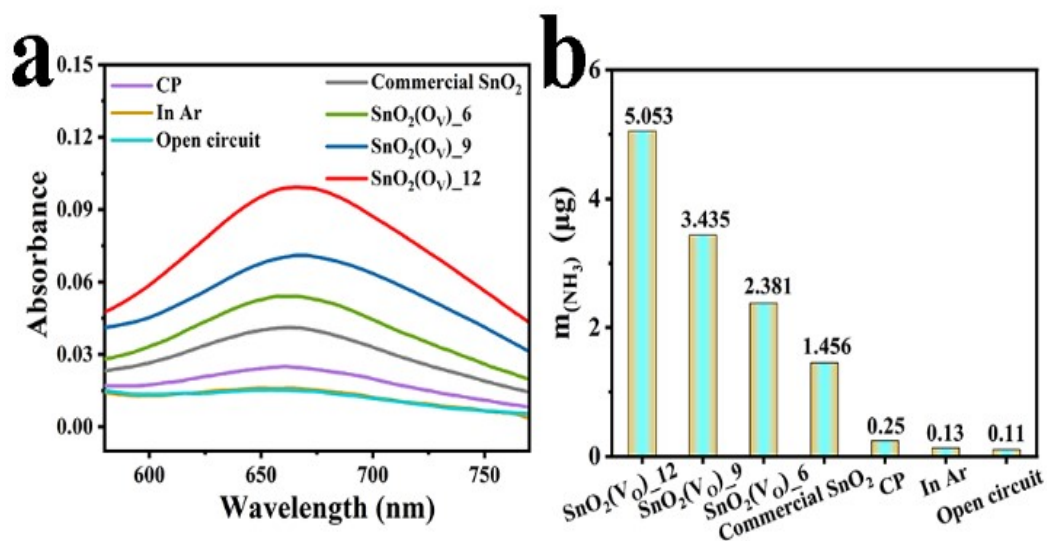 a
0.15
0.12
0.09
0.06
0.03
0.00
Absorbance
CP
In Ar
Open circuit
Commercial SnO₂
SnO₂(Oᵥ)_6
SnO₂(Oᵥ)_9
SnO₂(Oᵥ)_12
600
650
700
750
Wavelength (nm)
b
6
4
2
0
m(NH₃) (μg)
5.053
3.435
2.381
1.456
0.25
0.13
0.11
SnO₂(Vₒ)_12
SnO₂(Vₒ)_9
SnO₂(Vₒ)_6
Commercial SnO₂
CP
In Ar
Open circuit